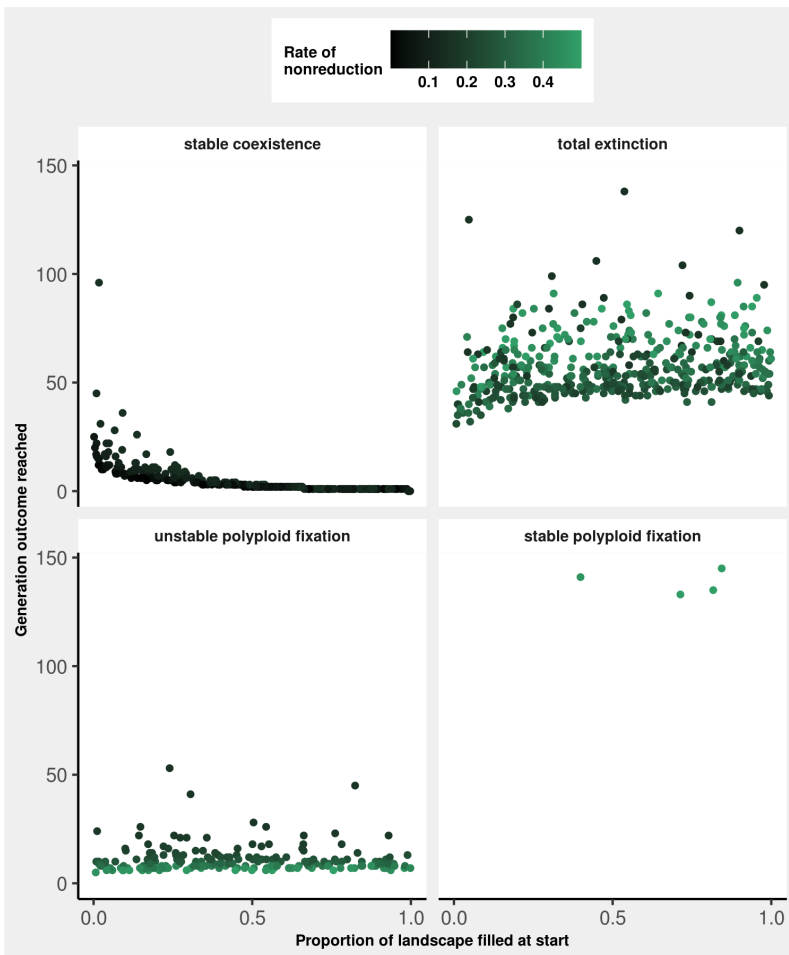 Rate of
nonreduction
0.1 0.2 0.3 0.4
stable coexistence
total extinction
150
100
50
0
unstable polyploid fixation
stable polyploid fixation
150
100
50
0
Generation outcome reached
0.0 0.5 1.0
0.0 0.5 1.0
Proportion of landscape filled at start